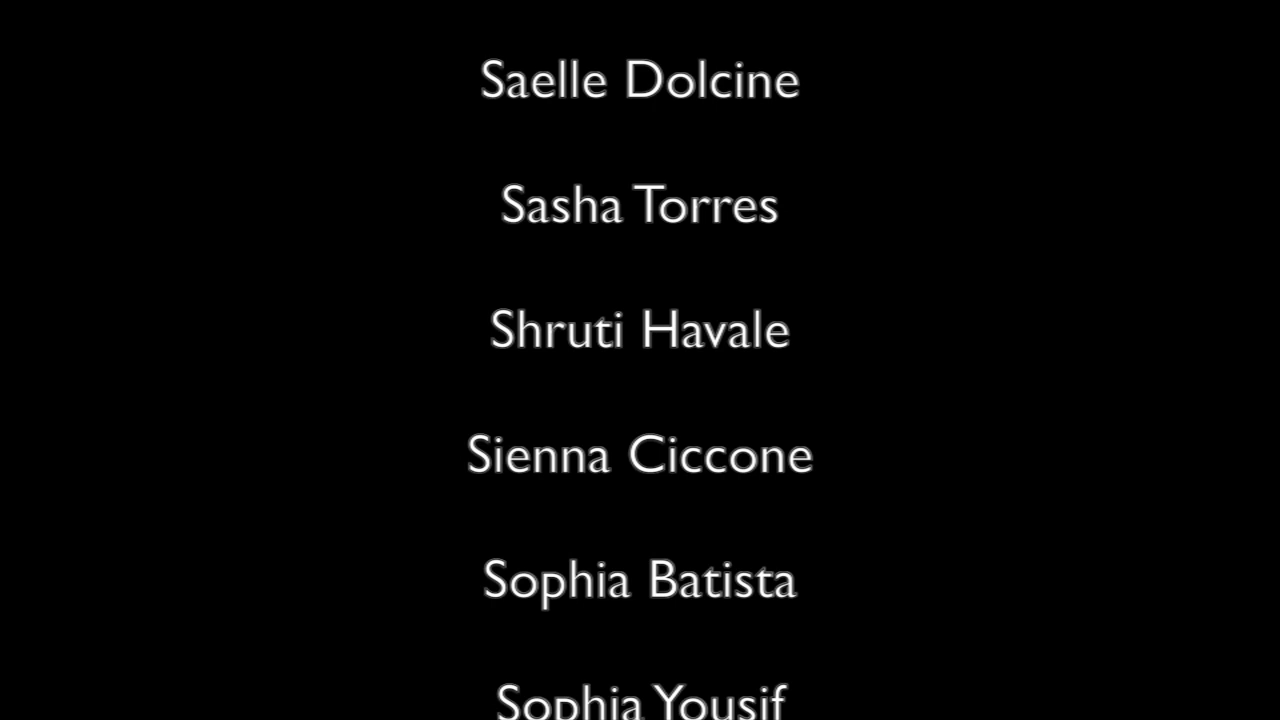 Saelle Dolcine
Sasha Torres
Shruti Havale
Sienna Ciccone
Sophia Batista
Sophia Yousif